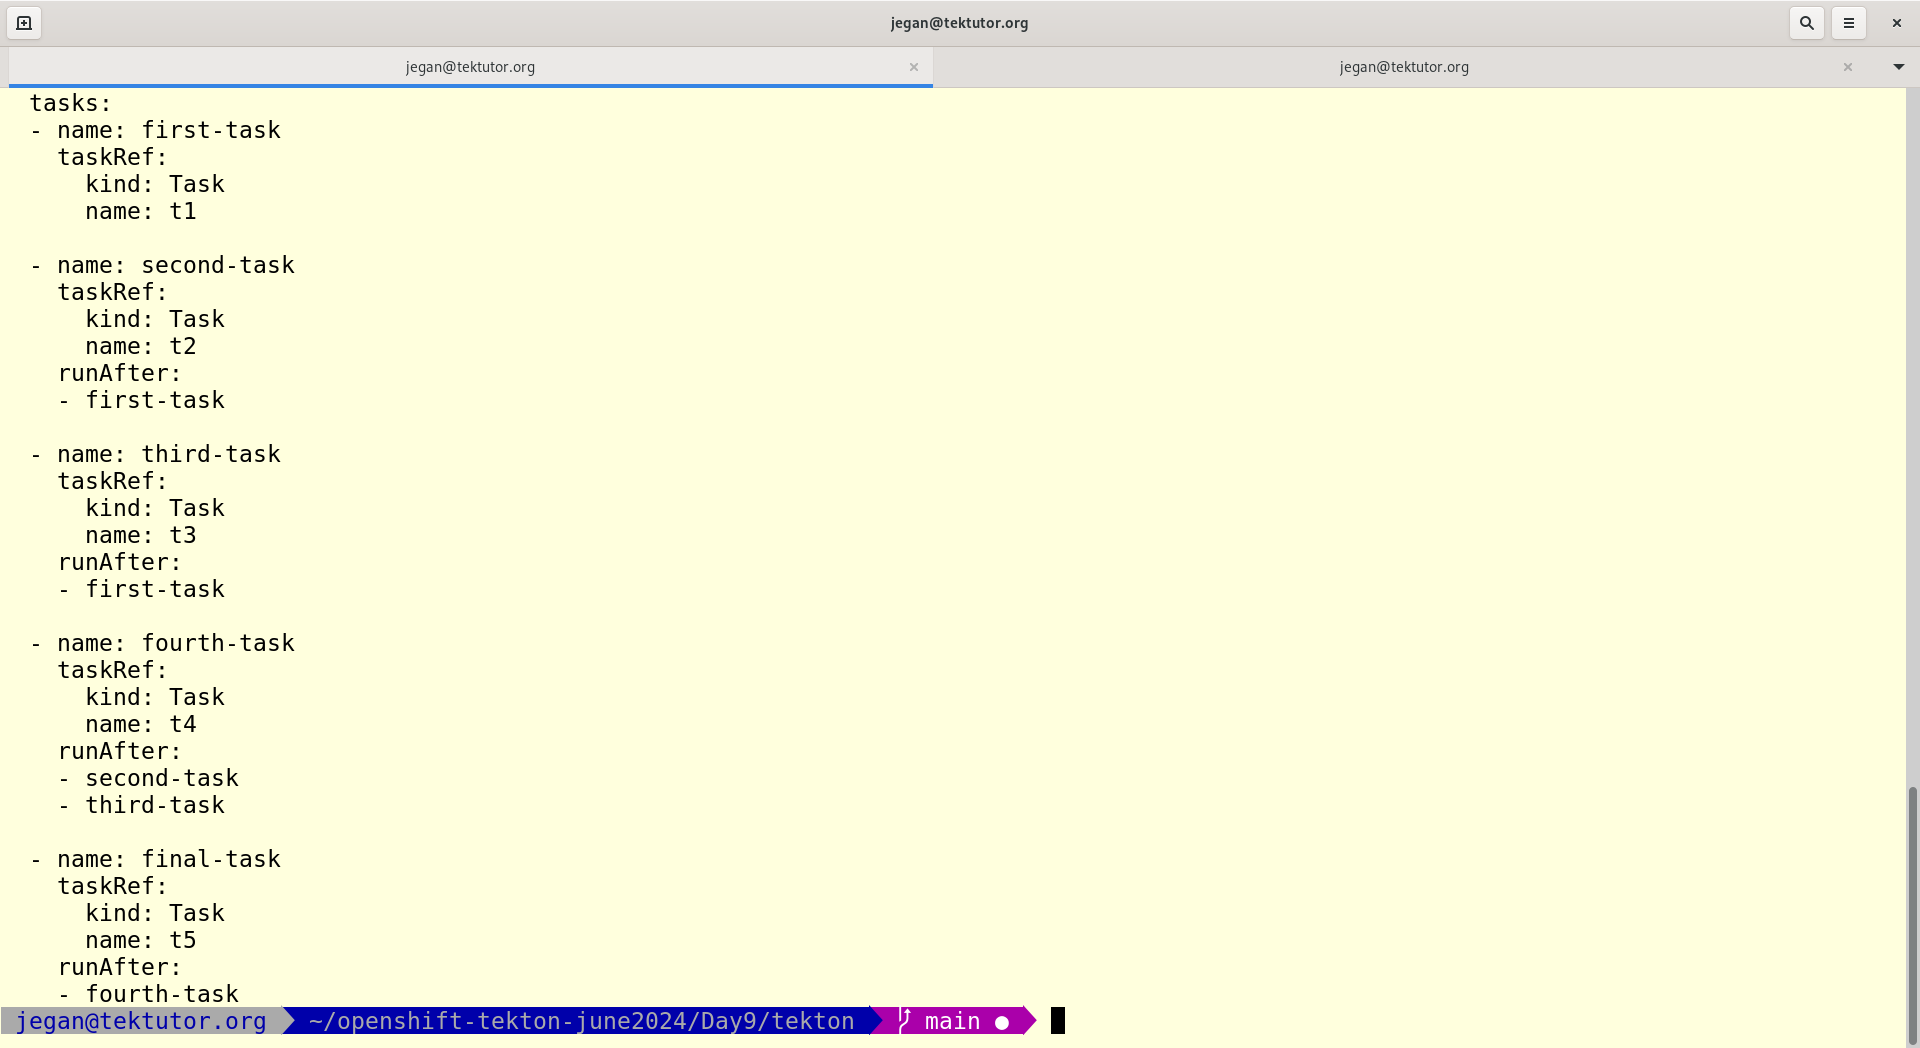 jegan@tektutor.org
jegan@tektutor.org
jegan@tektutor.org
tasks:
- name: first-task
taskRef:
kind: Task
name: t1
- name: second-task
taskRef:
kind: Task
name: t2
runAfter:
- first-task
- name: third-task
taskRef:
kind: Task
name: t3
runAfter:
- first-task
- name: fourth-task
taskRef:
kind: Task
name: t4
runAfter:
- second-task
- third-task
- name: final-task
taskRef:
kind: Task
name: t5
runAfter:
- fourth-task
jegan@tektutor.org ~/openshift-tekton-june2024/Day9/tekton main ●